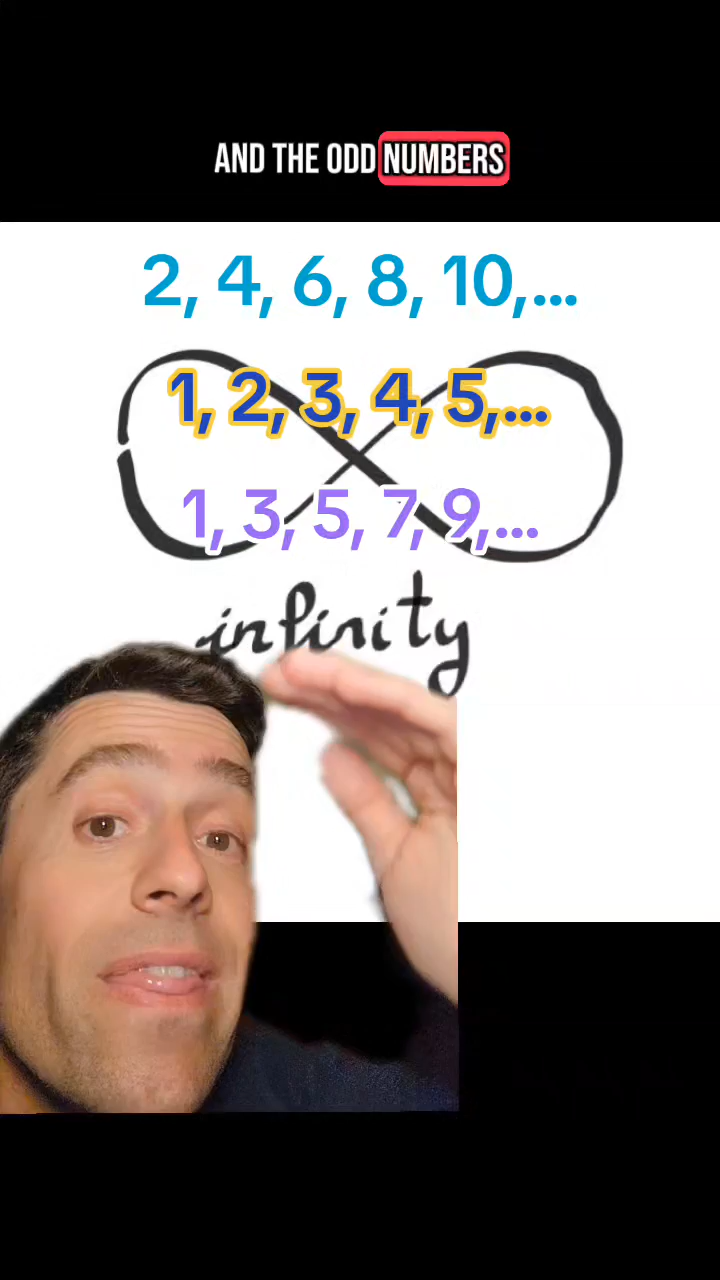 AND THE ODD NUMBERS
2, 4, 6, 8, 10,...
1, 2, 3, 4, 5,...
1, 3, 5, 7, 9,...
infinity